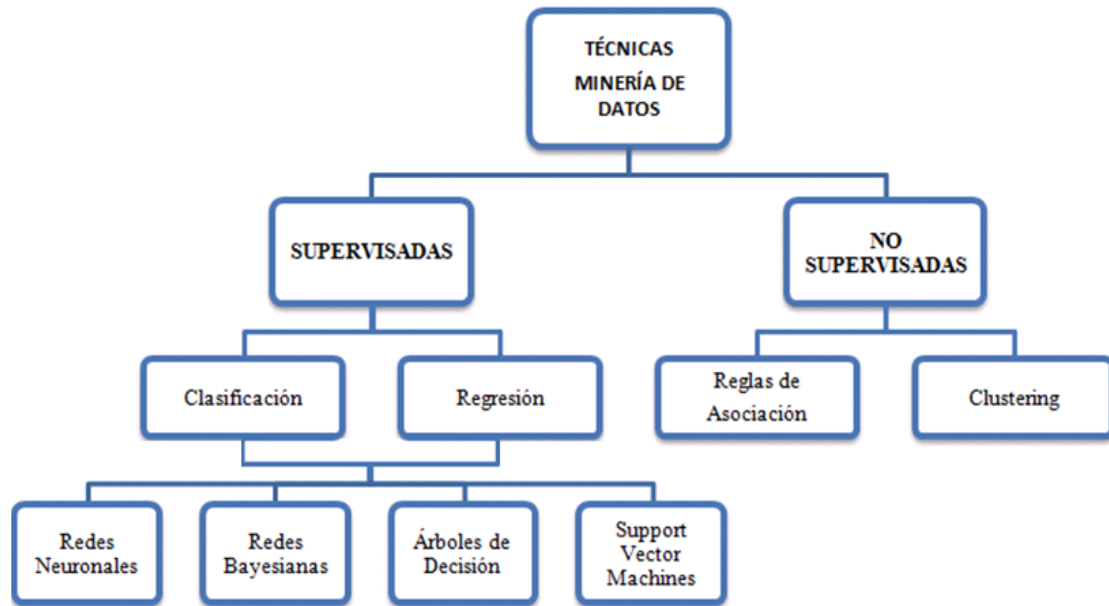 TÉCNICAS
MINERÍA DE
DATOS
SUPERVISADAS
NO
SUPERVISADAS
Clasificación
Regresión
Reglas de
Asociación
Clustering
Redes
Neuronales
Redes
Bayesianas
Árboles de
Decisión
Support
Vector
Machines